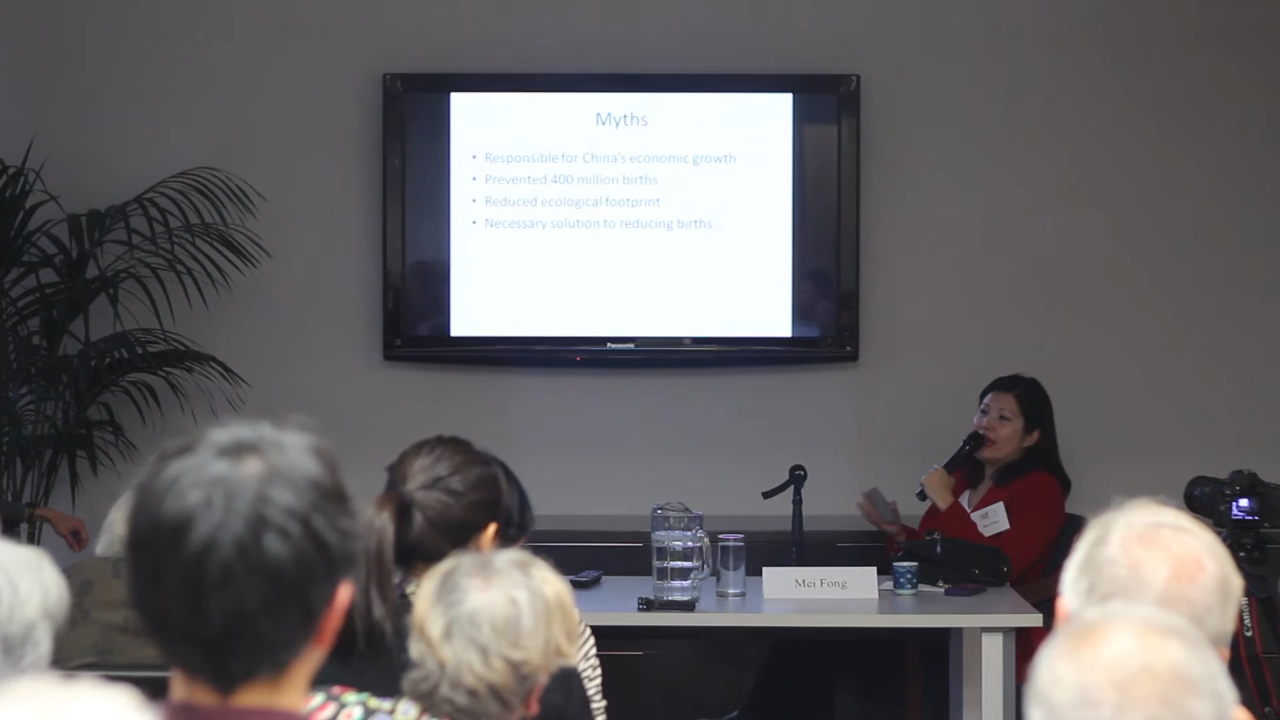 Myths
• Responsible for China's economic growth
• Prevented 400 million births
• Reduced ecological footprint
• Necessary solution to reducing births
Panasonic
Mei Fong
Canon